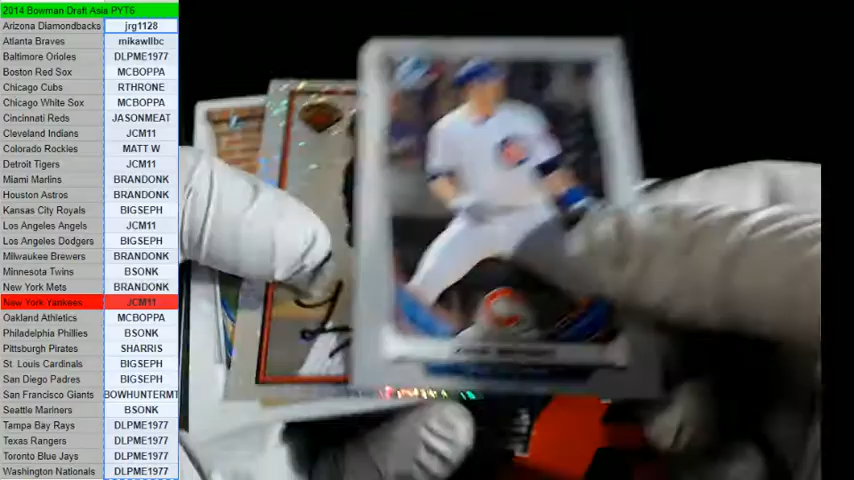 2014 Bowman Draft Asia PYT6
Arizona Diamondbacks jrg1128
Atlanta Braves mikawllbc
Baltimore Orioles DLPME1977
Boston Red Sox MCBOPPA
Chicago Cubs RTHRONE
Chicago White Sox MCBOPPA
Cincinnati Reds JASONMEAT
Cleveland Indians JCM11
Colorado Rockies MATT W
Detroit Tigers JCM11
Miami Marlins BRANDONK
Houston Astros BRANDONK
Kansas City Royals BIGSEPH
Los Angeles Angels JCM11
Los Angeles Dodgers BIGSEPH
Milwaukee Brewers BRANDONK
Minnesota Twins BSONK
New York Mets BRANDONK
New York Yankees JCM11
Oakland Athletics MCBOPPA
Philadelphia Phillies BSONK
Pittsburgh Pirates SHARRIS
St. Louis Cardinals BIGSEPH
San Diego Padres BIGSEPH
San Francisco Giants BOWHUNTERMT
Seattle Mariners BSONK
Tampa Bay Rays DLPME1977
Texas Rangers DLPME1977
Toronto Blue Jays DLPME1977
Washington Nationals DLPME1977